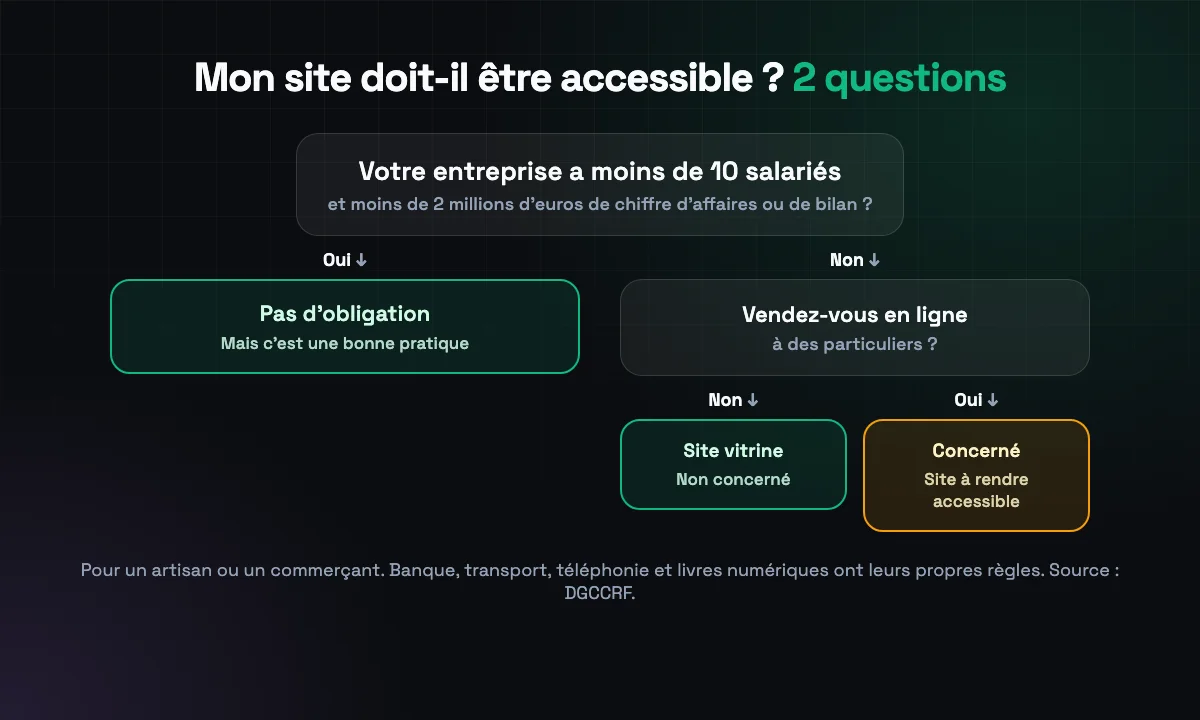 Mon site doit-il être accessible ? 2 questions
Votre entreprise a moins de 10 salariés
et moins de 2 millions d'euros de chiffre d'affaires ou de bilan ?
Oui ↓
Non ↓
Pas d'obligation
Mais c'est une bonne pratique
Vendez-vous en ligne
à des particuliers ?
Non ↓
Oui ↓
Site vitrine
Non concerné
Concerné
Site à rendre
accessible
Pour un artisan ou un commerçant. Banque, transport, téléphonie et livres numériques ont leurs propres règles. Source :
DGCCRF.